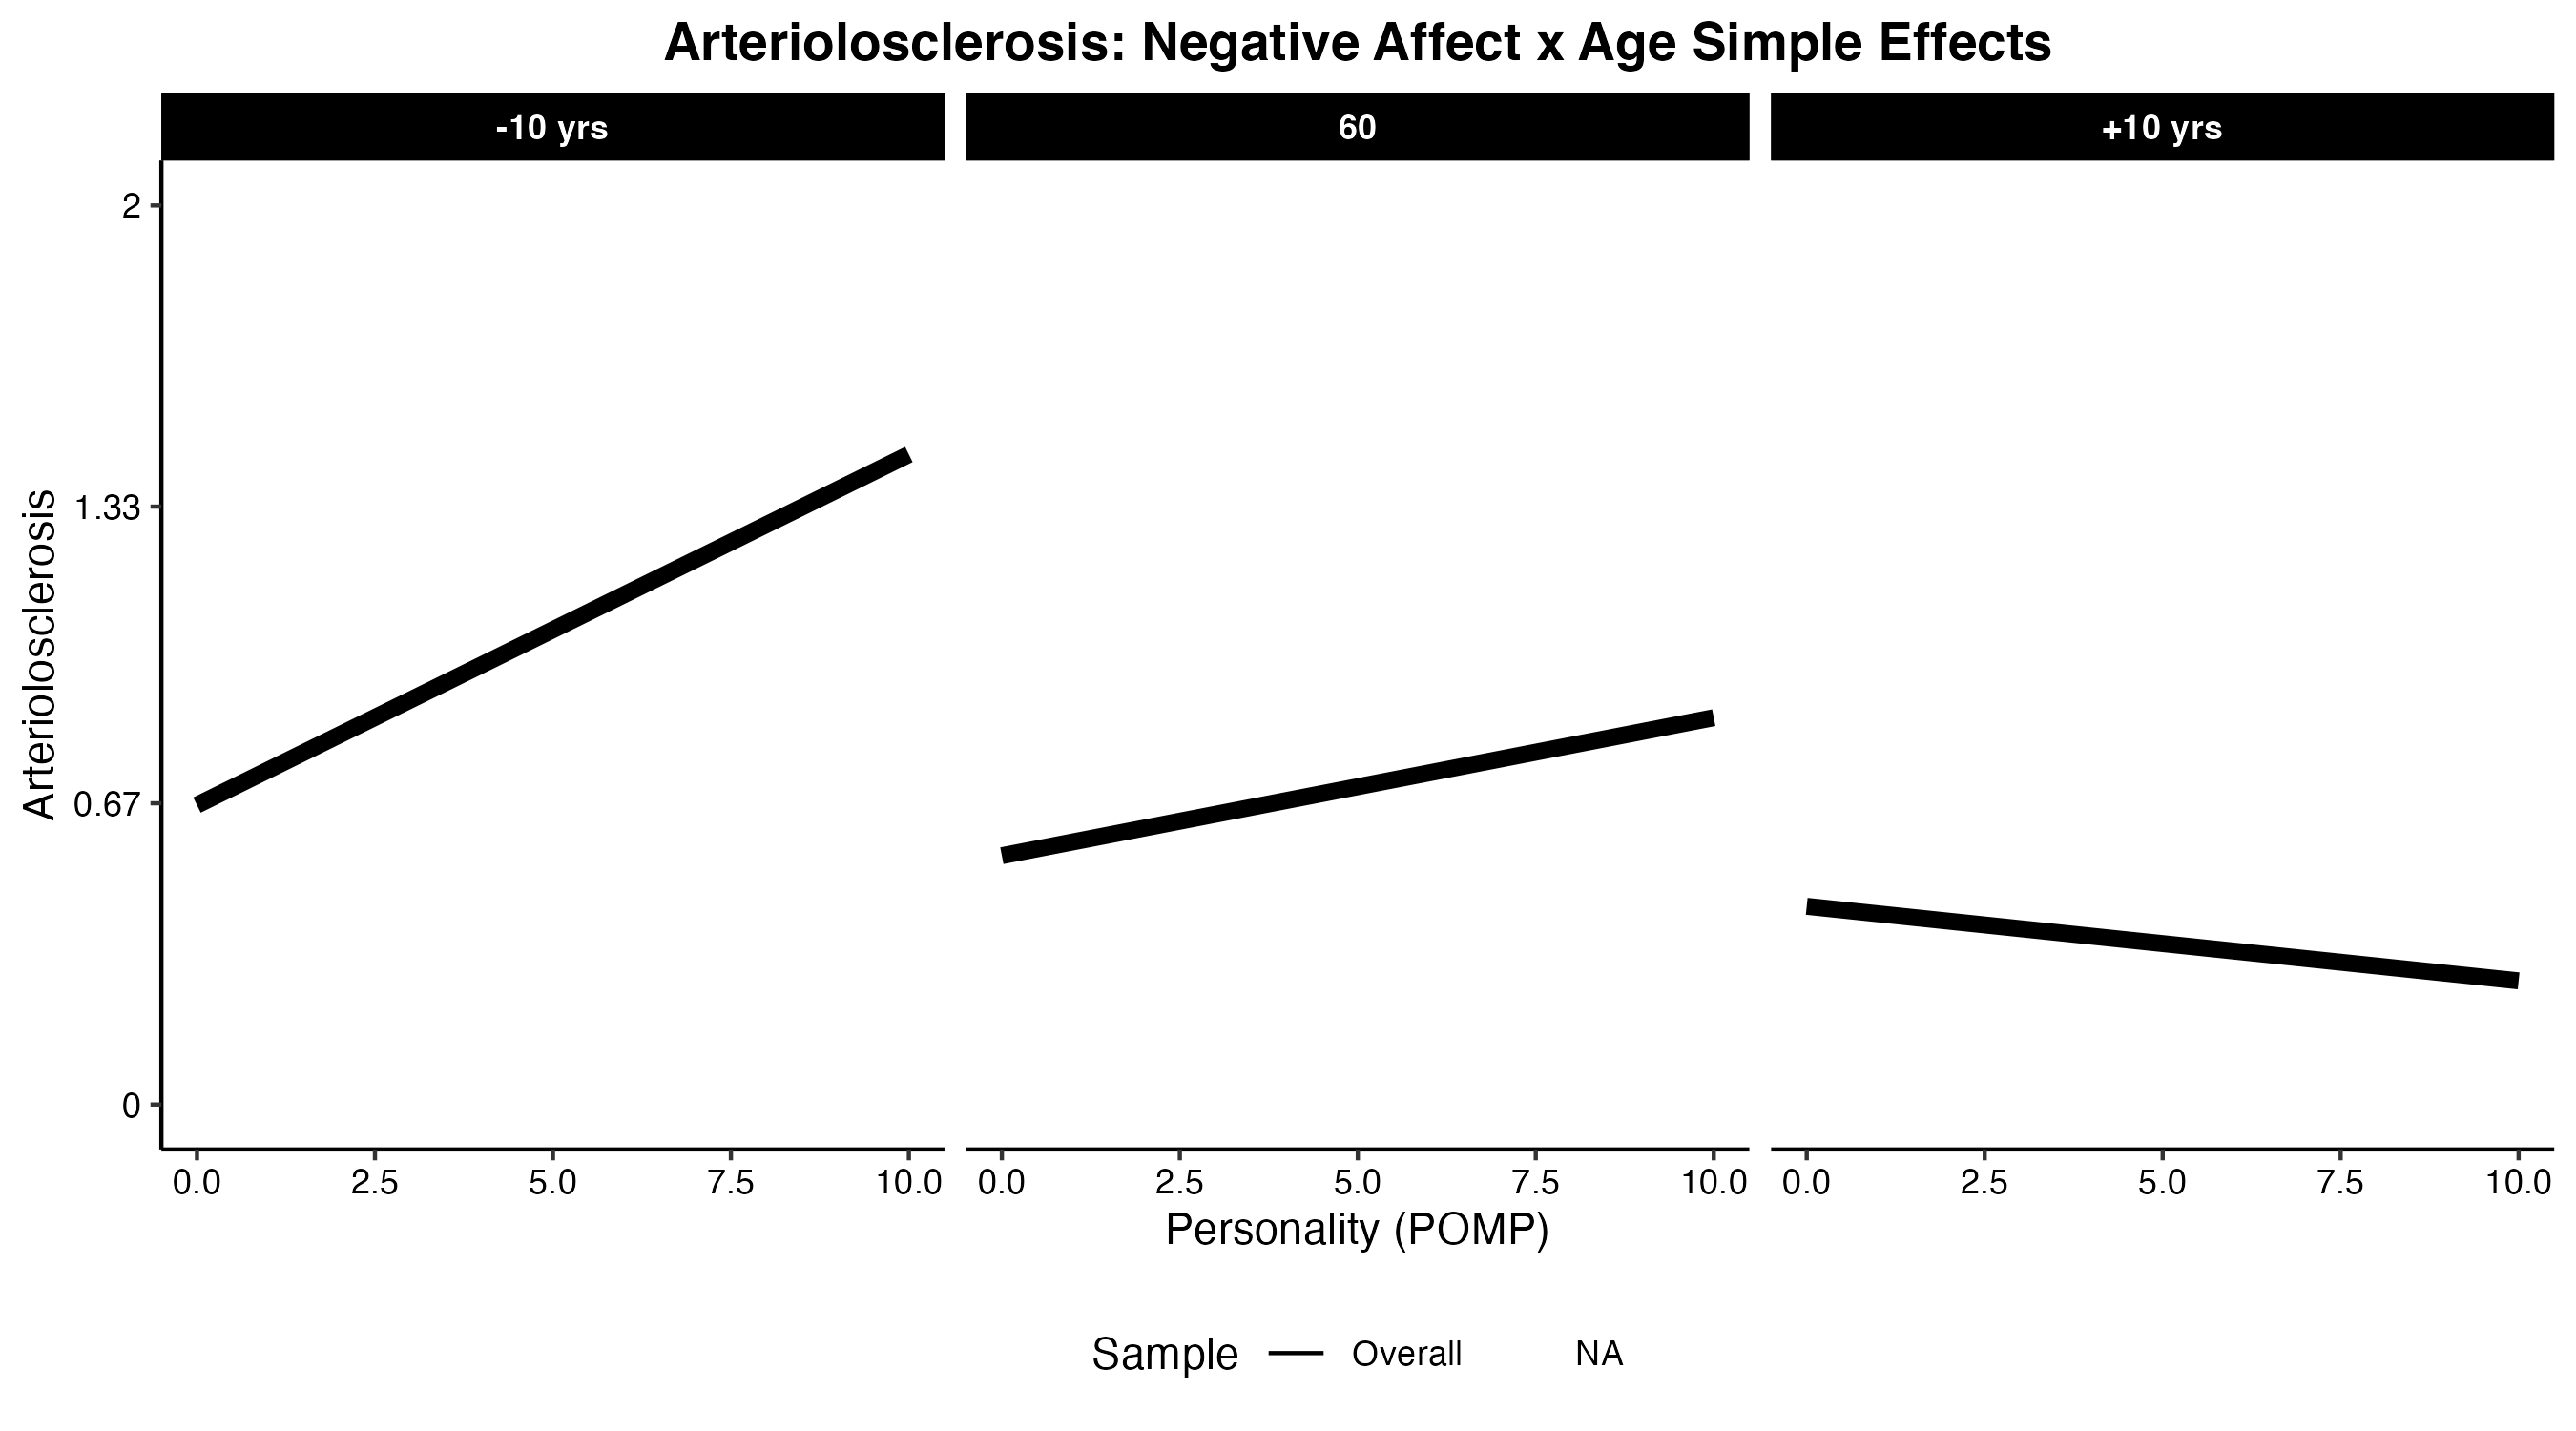 Arteriolosclerosis: Negative Affect x Age Simple Effects
-10 yrs
60
+10 yrs
Arteriolosclerosis
2
1.33
0.67
0
0.0 2.5 5.0 7.5 10.0
0.0 2.5 5.0 7.5 10.0
0.0 2.5 5.0 7.5 10.0
Personality (POMP)
Sample Overall NA